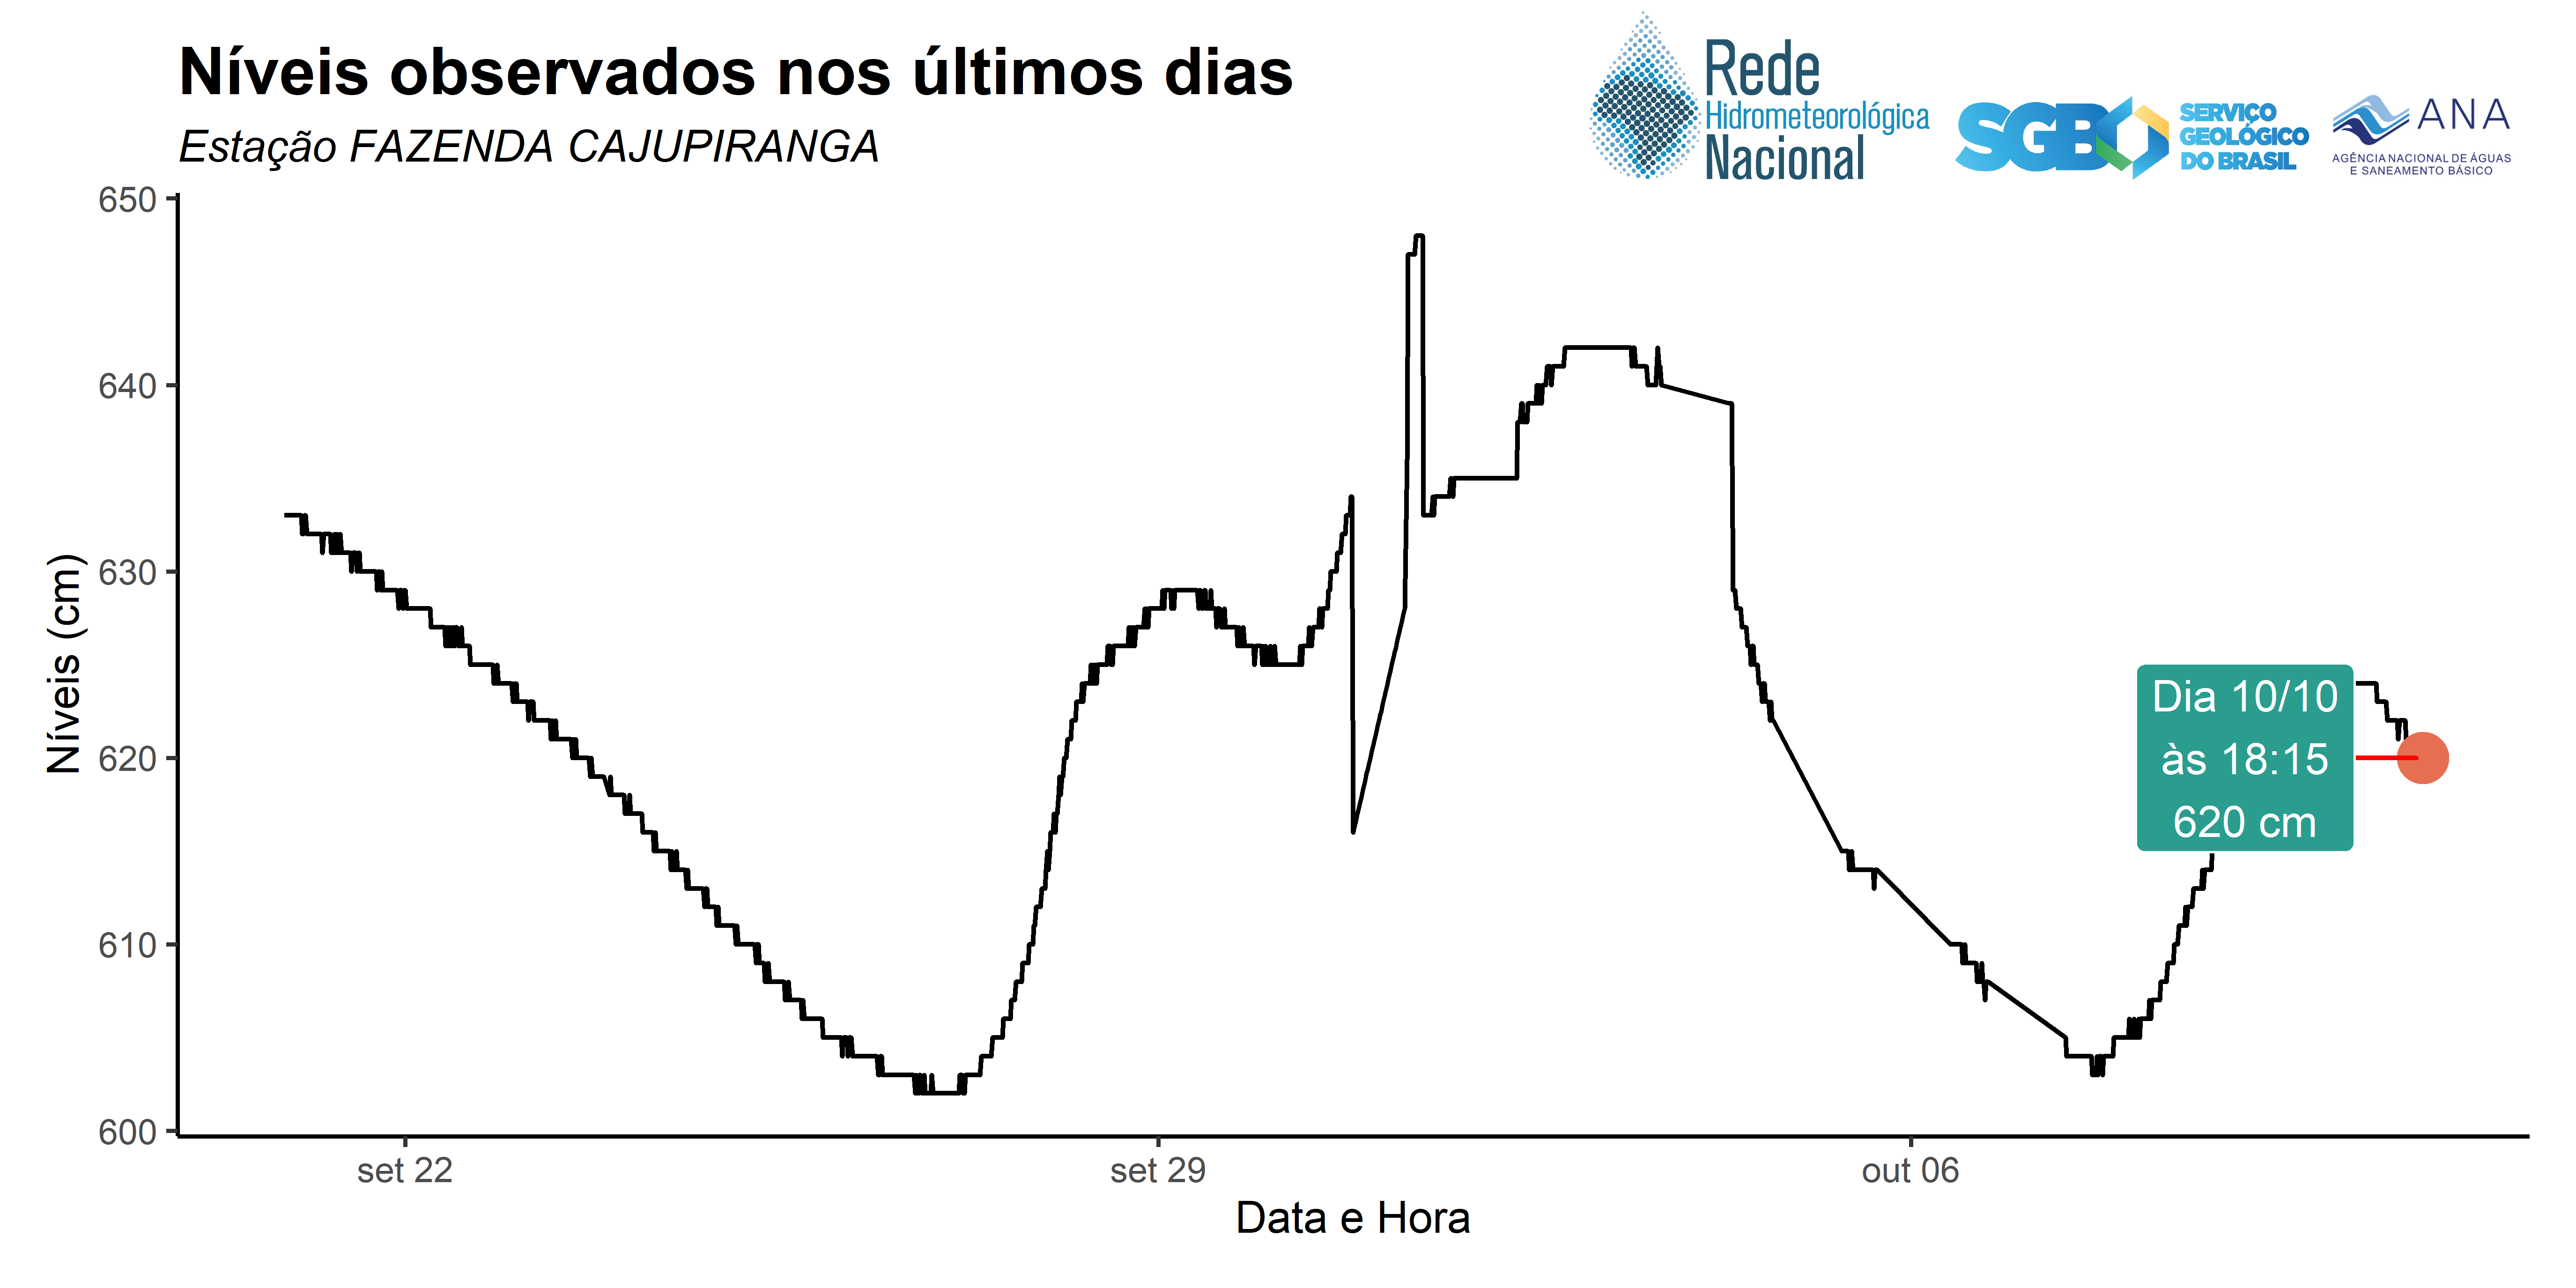 Níveis observados nos últimos dias
Estação FAZENDA CAJUPIRANGA
Rede
Hidrometeorológica
Nacional
SGB
SERVIÇO
GEOLÓGICO
DO BRASIL
ANA
AGÊNCIA NACIONAL DE ÁGUAS
E SANEAMENTO BÁSICO
Níveis (cm)
650
640
630
620
610
600
Dia 10/10
às 18:15
620 cm
set 22
set 29
out 06
Data e Hora